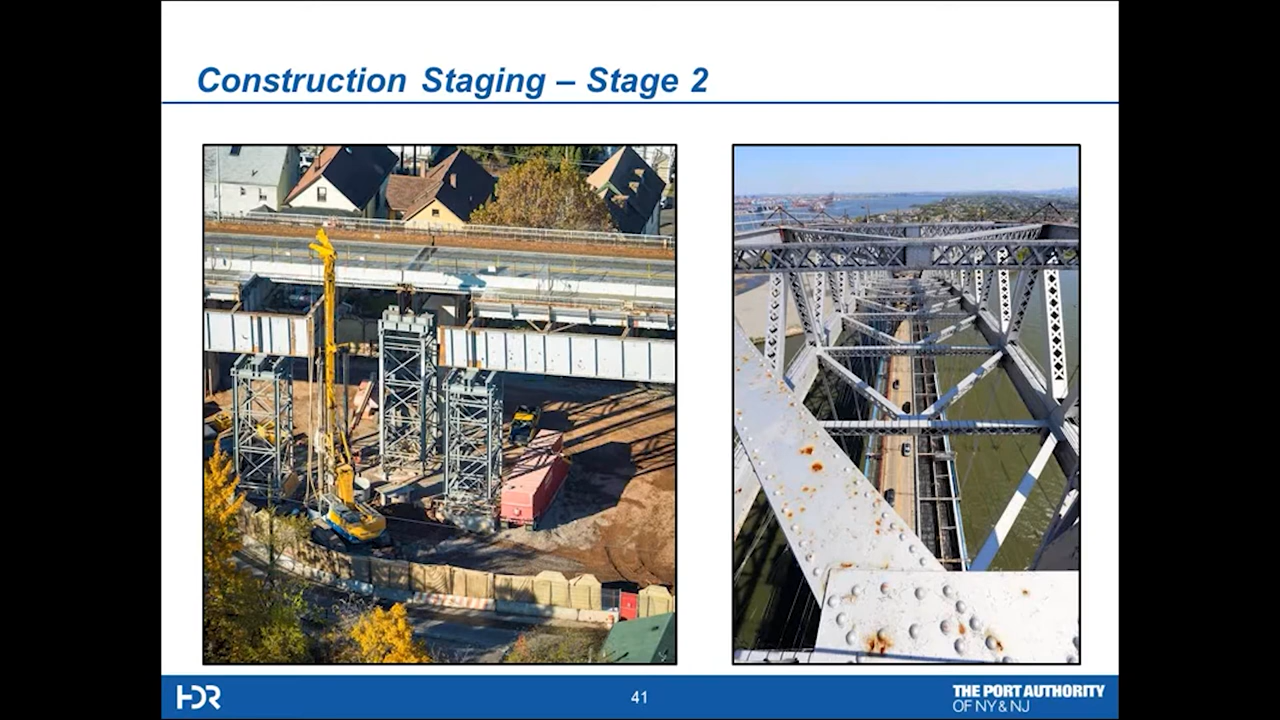 Construction Staging – Stage 2
HDR
41
THE PORT AUTHORITY
OF NY & NJ